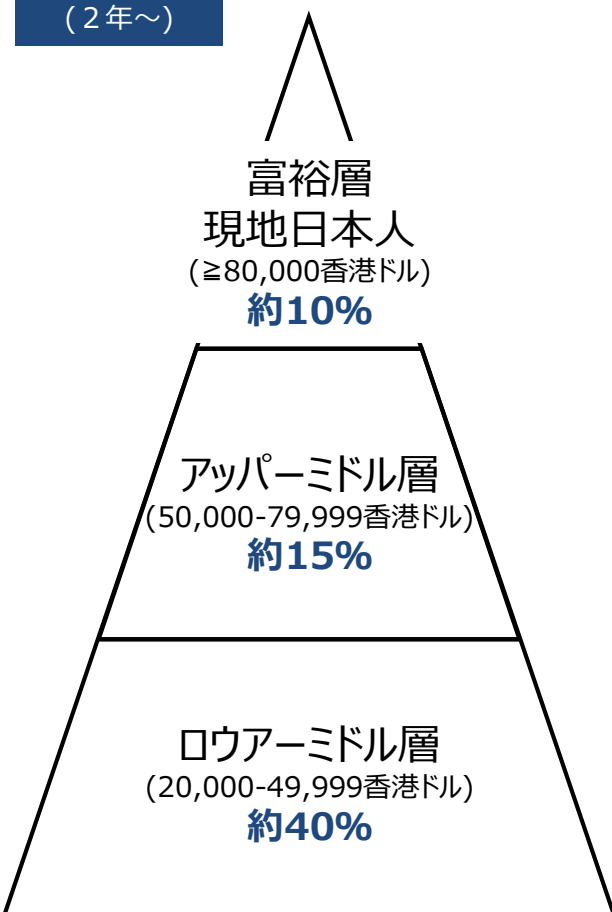 (２年～)
富裕層
現地日本人
(≧80,000香港ドル)
約10%
アッパーミドル層
(50,000-79,999香港ドル)
約15%
ロウアーミドル層
(20,000-49,999香港ドル)
約40%